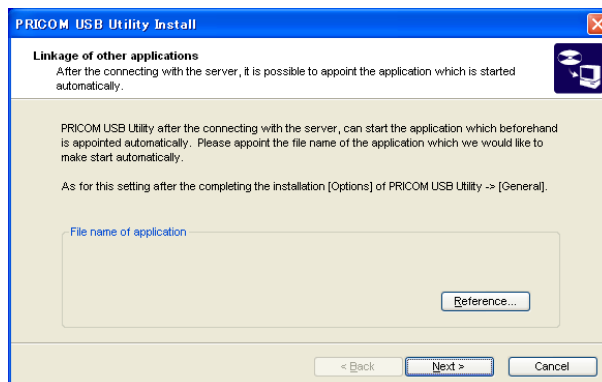 PRICOM USB Utility Install
Linkage of other applications
After the connecting with the server, it is possible to appoint the application which is started
automatically.
PRICOM USB Utility after the connecting with the server, can start the application which beforehand
is appointed automatically. Please appoint the file name of the application which we would like to
make start automatically.
As for this setting after the completing the installation [Options] of PRICOM USB Utility -> [General].
File name of application
Reference...
< Back
Next >
Cancel